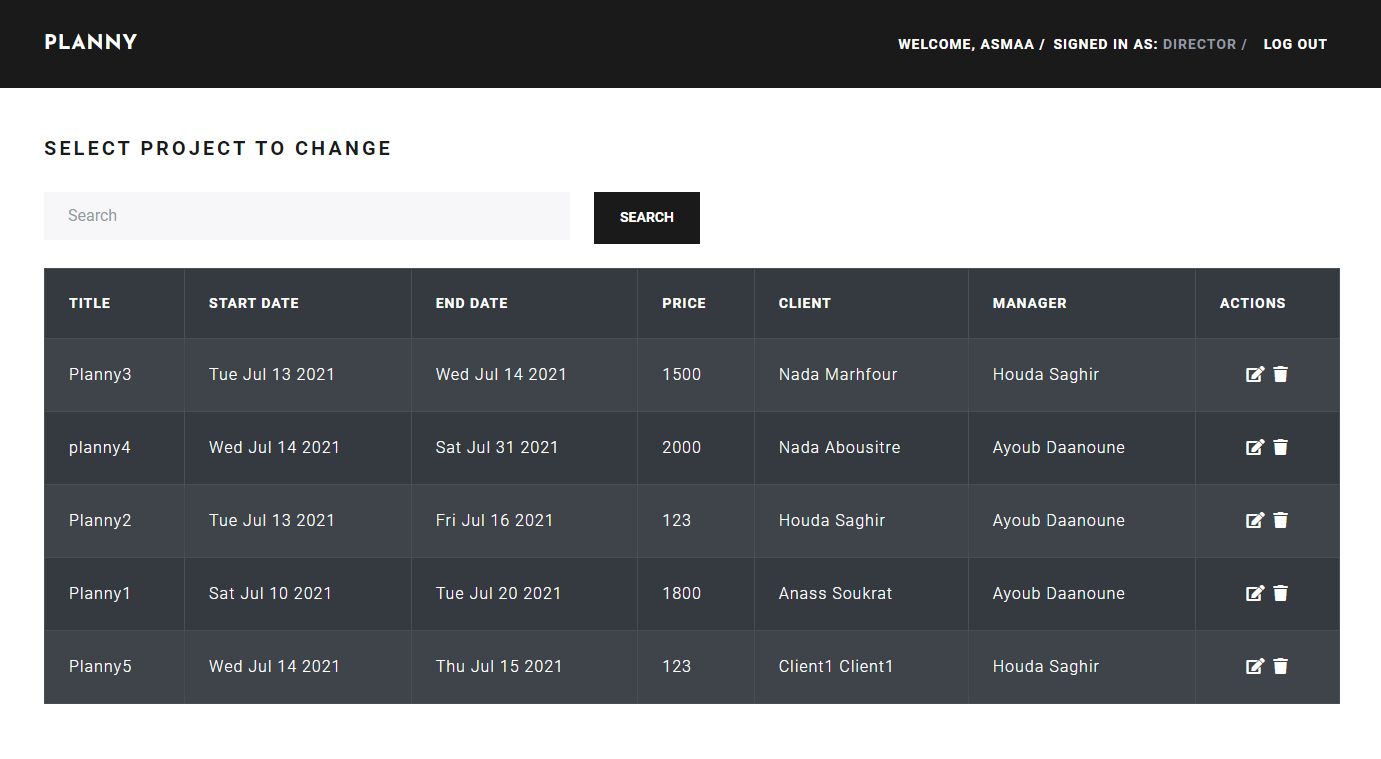 PLANNY
WELCOME, ASMAA / SIGNED IN AS: DIRECTOR / LOG OUT
SELECT PROJECT TO CHANGE
Search SEARCH
TITLE START DATE END DATE PRICE CLIENT MANAGER ACTIONS
Planny3 Tue Jul 13 2021 Wed Jul 14 2021 1500 Nada Marhfour Houda Saghir
planny4 Wed Jul 14 2021 Sat Jul 31 2021 2000 Nada Abousitre Ayoub Daanoune
Planny2 Tue Jul 13 2021 Fri Jul 16 2021 123 Houda Saghir Ayoub Daanoune
Planny1 Sat Jul 10 2021 Tue Jul 20 2021 1800 Anass Soukrat Ayoub Daanoune
Planny5 Wed Jul 14 2021 Thu Jul 15 2021 123 Client1 Client1 Houda Saghir